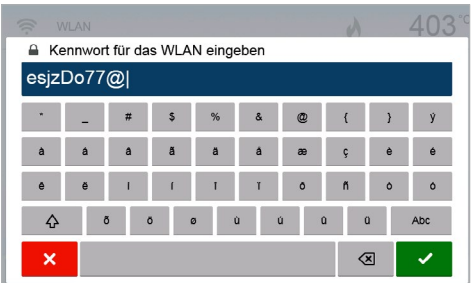 WLAN 403°C
Kennwort für das WLAN eingeben
esjzDo77@
* _ # $ % & @ { } ý
à á â ã ä å æ ç è é
ê ë ì í î ï ð ñ ò ó
õ ö ø ù ú û ü Abc